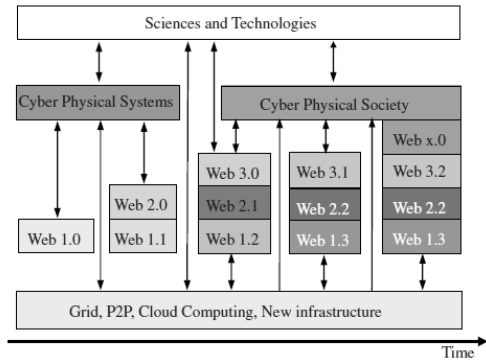 Sciences and Technologies
Cyber Physical Systems
Cyber Physical Society
Web x.0
Web 3.0
Web 3.1
Web 3.2
Web 2.0
Web 2.1
Web 2.2
Web 2.2
Web 1.0
Web 1.1
Web 1.2
Web 1.3
Web 1.3
Grid, P2P, Cloud Computing, New infrastructure
Time